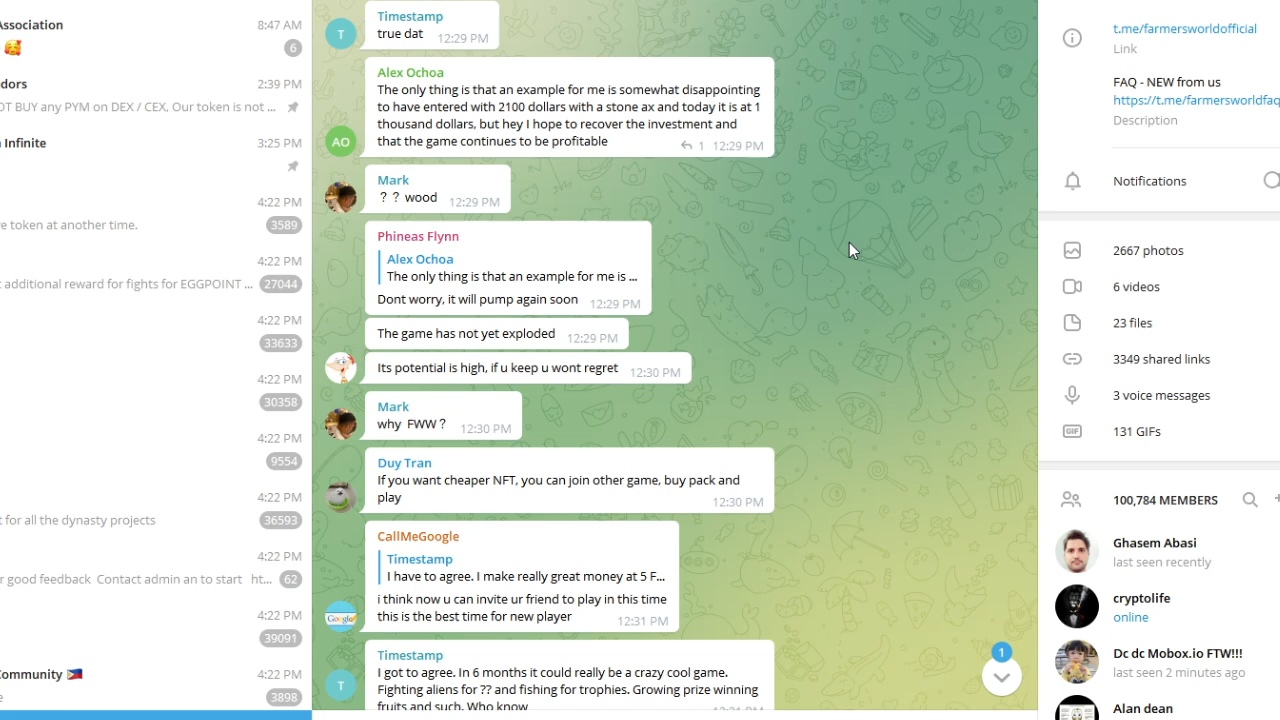 Association
8:47 AM
6
dors
2:39 PM
OT BUY any PYM on DEX / CEX, Our token is not ...
Infinite
3:25 PM
4:22 PM
e token at another time.
3589
4:22 PM
additional reward for fights for EGGPOINT ...
27044
4:22 PM
33633
4:22 PM
30358
4:22 PM
9554
4:22 PM
t for all the dynasty projects
36593
4:22 PM
r good feedback Contact admin an to start ht...
62
4:22 PM
39091
Community
4:22 PM
3898
Timestamp
T
true dat 12:29 PM
Alex Ochoa
The only thing is that an example for me is somewhat disappointing
to have entered with 2100 dollars with a stone ax and today it is at 1
thousand dollars, but hey I hope to recover the investment and
AO
that the game continues to be profitable 1 12:29 PM
Mark
? ? wood 12:29 PM
Phineas Flynn
Alex Ochoa
The only thing is that an example for me is ...
Dont worry, it will pump again soon 12:29 PM
The game has not yet exploded 12:29 PM
Its potential is high, if u keep u wont regret 12:30 PM
Mark
why FWW ? 12:30 PM
Duy Tran
If you want cheaper NFT, you can join other game, buy pack and
play 12:30 PM
CallMeGoogle
Timestamp
I have to agree. I make really great money at 5 F...
i think now u can invite ur friend to play in this time
Google
this is the best time for new player 12:31 PM
Timestamp
I got to agree. In 6 months it could really be a crazy cool game.
T
Fighting aliens for ?? and fishing for trophies. Growing prize winning
fruits and such. Who know 12:31 PM
1
t.me/farmersworldofficial
Link
FAQ - NEW from us
https://t.me/farmersworldfaq
Description
Notifications
2667 photos
6 videos
23 files
3349 shared links
3 voice messages
GIF
131 GIFs
100,784 MEMBERS
Ghasem Abasi
last seen recently
cryptolife
online
Dc dc Mobox.io FTW!!!
last seen 2 minutes ago
Alan dean